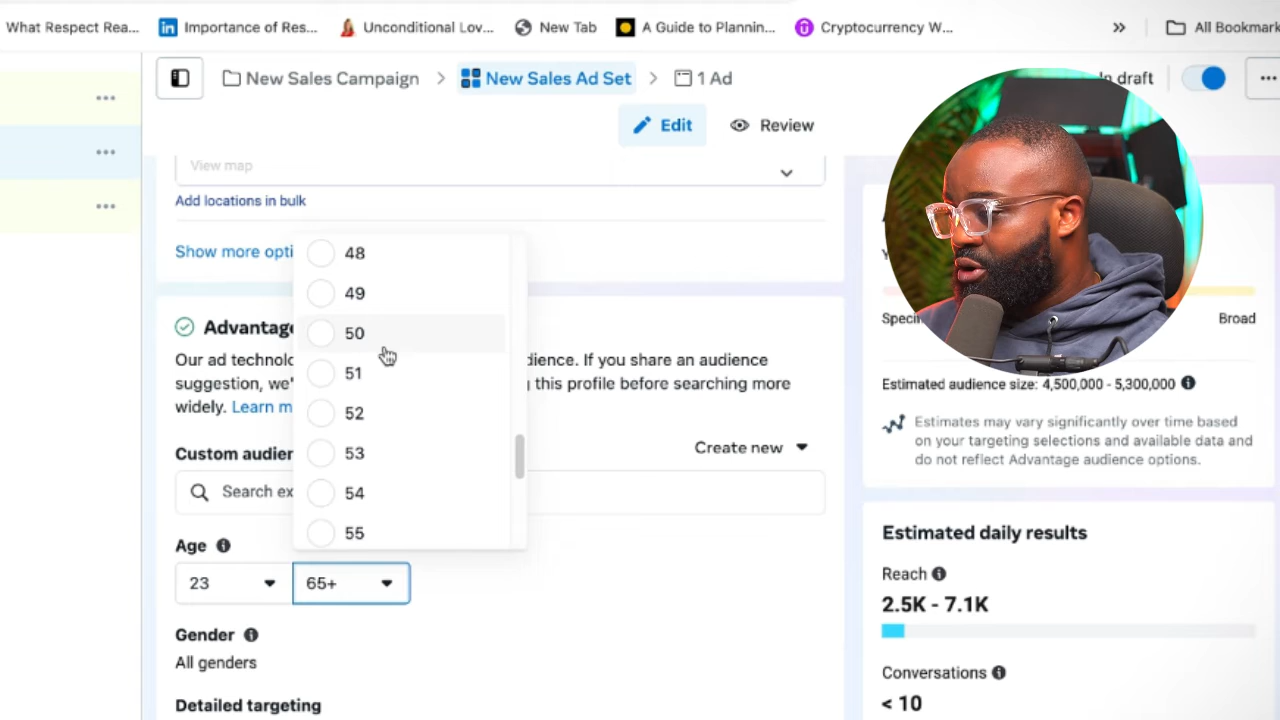 What Respect Rea... Importance of Res... Unconditional Lov... New Tab A Guide to Plannin... Cryptocurrency W... » All Bookmark
New Sales Campaign > New Sales Ad Set > 1 Ad In draft
Edit Review
View map
Add locations in bulk
Show more opti
48
49
50
51
52
53
54
55
Advantag
Our ad technolo dience. If you share an audience
suggestion, we' this profile before searching more
widely. Learn m
Custom audien Create new
Search ex
Age
23 65+
Gender
All genders
Detailed targeting
Specifi Broad
Estimated audience size: 4,500,000 - 5,300,000
Estimates may vary significantly over time based
on your targeting selections and available data and
do not reflect Advantage audience options.
Estimated daily results
Reach
2.5K - 7.1K
Conversations
< 10